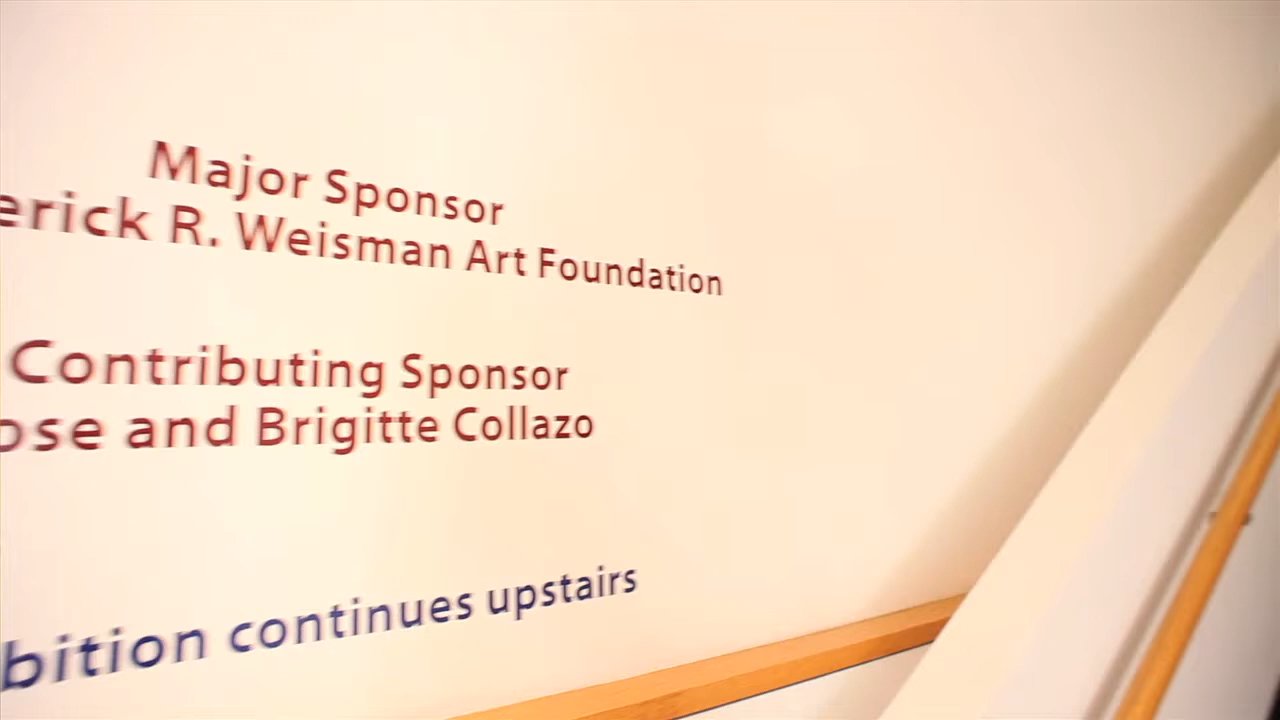 Major Sponsor
erick R. Weisman Art Foundation
Contributing Sponsor
ose and Brigitte Collazo
bition continues upstairs